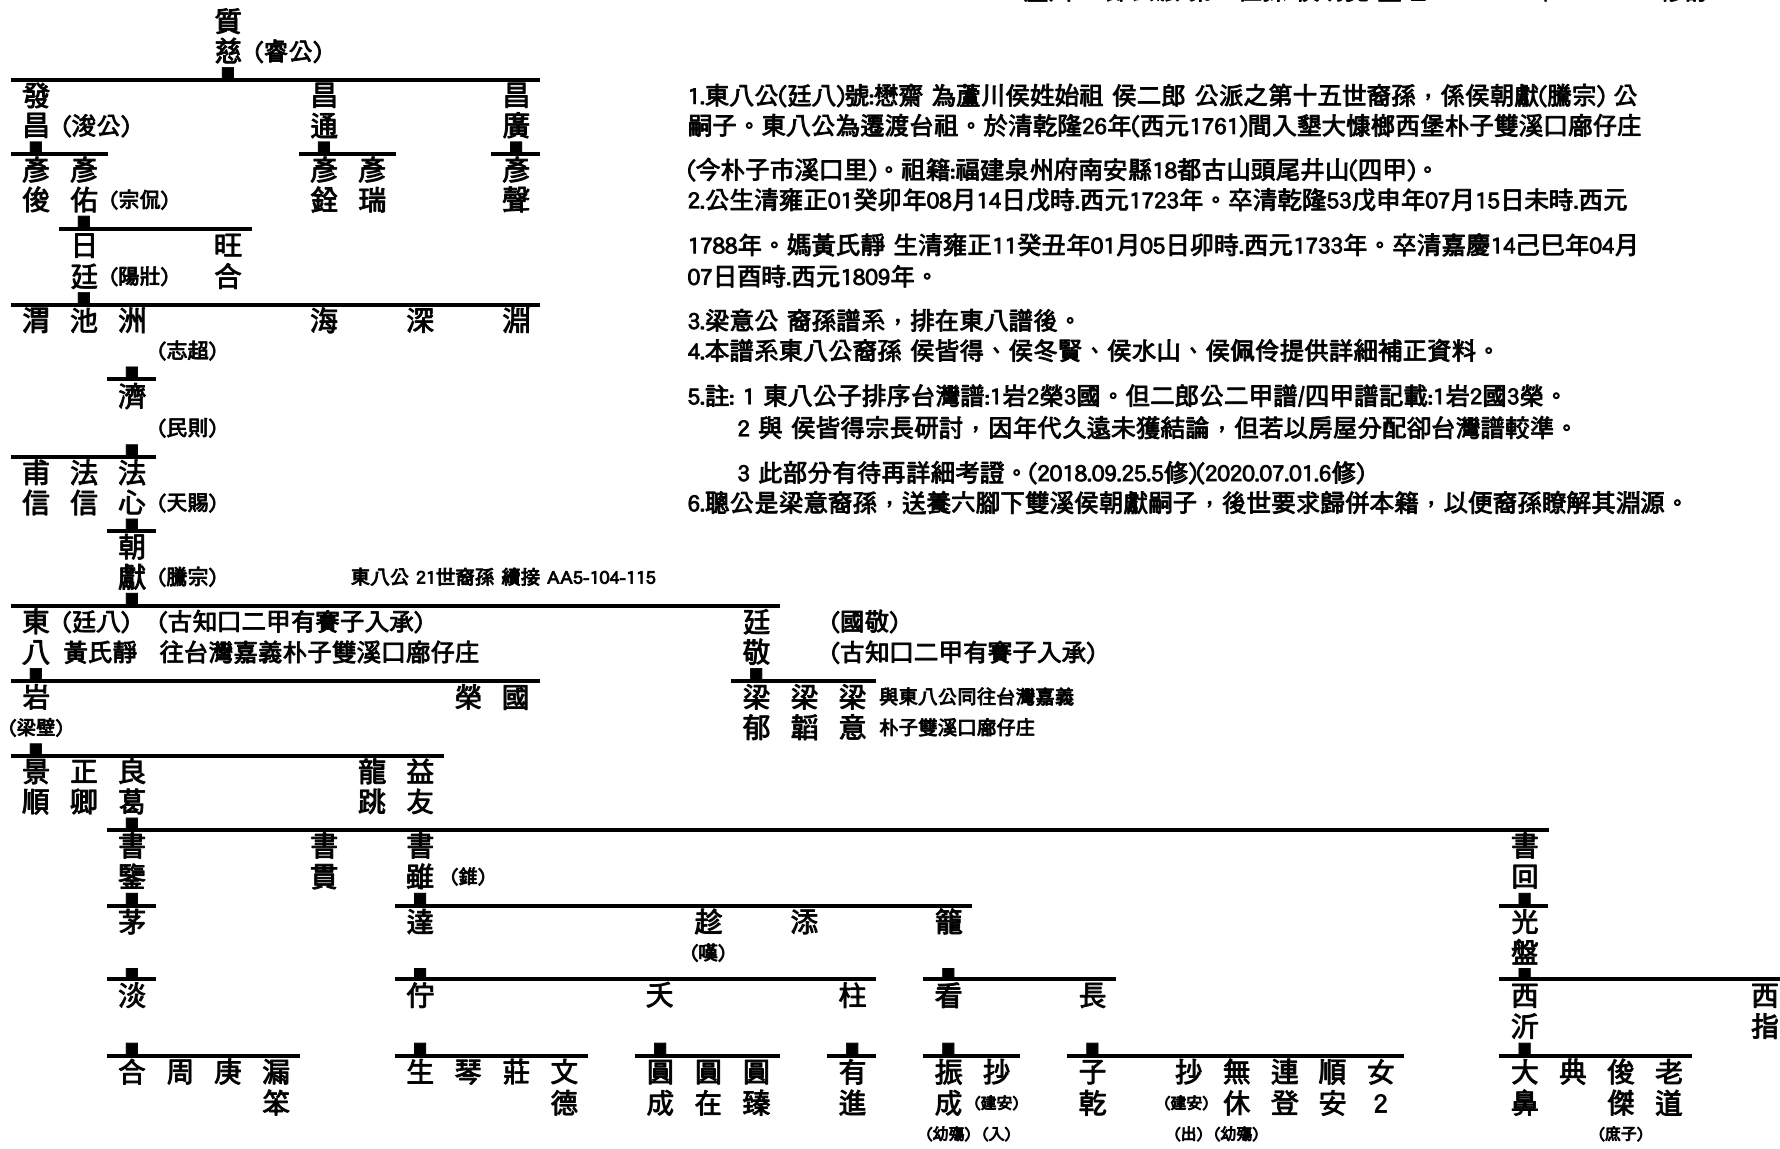 質慈 (睿公)
發昌 (浚公) 昌通 昌廣
彥俊 彥佑 (宗侃) 彥銓 彥瑞 彥聲
日廷 (陽壯) 旺合
渭 池 洲 海 深 淵
(志超)
濟
(民則)
甫信 法信 法心 (天賜)
朝獻 (騰宗) 東八公 21世裔孫 續接 AA5-104-115
1.東八公(廷八)號:懋齋 為蘆川侯姓始祖 侯二郎 公派之第十五世裔孫，係侯朝獻(騰宗) 公
嗣子。東八公為遷渡台祖。於清乾隆26年(西元1761)間入墾大慷榔西堡朴子雙溪口廍仔庄
(今朴子市溪口里)。祖籍:福建泉州府南安縣18都古山頭尾井山(四甲)。
2.公生清雍正01癸卯年08月14日戊時.西元1723年。卒清乾隆53戊申年07月15日未時.西元
1788年。媽黃氏靜 生清雍正11癸丑年01月05日卯時.西元1733年。卒清嘉慶14己巳年04月
07日酉時.西元1809年。
3.梁意公 裔孫譜系，排在東八譜後。
4.本譜系東八公裔孫 侯皆得、侯冬賢、侯水山、侯佩伶提供詳細補正資料。
5.註: 1 東八公子排序台灣譜:1岩2榮3國。但二郎公二甲譜/四甲譜記載:1岩2國3榮。
2 與 侯皆得宗長研討，因年代久遠未獲結論，但若以房屋分配卻台灣譜較準。
3 此部分有待再詳細考證。(2018.09.25.5修)(2020.07.01.6修)
6.聰公是梁意裔孫，送養六腳下雙溪侯朝獻嗣子，後世要求歸併本籍，以便裔孫瞭解其淵源。
東八 (廷八) (古知口二甲有賽子入承)
黃氏靜 往台灣嘉義朴子雙溪口廍仔庄
廷敬 (國敬)
(古知口二甲有賽子入承)
岩 榮 國 梁郁 梁韜 梁意 與東八公同往台灣嘉義
(梁壁) 朴子雙溪口廍仔庄
景順 正卿 良葛 龍跳 益友
書鑒 書貫 書雖 (錐) 書回
茅 達 趁 添 籠 光盤
(嘆)
淡 佇 夭 柱 看 長 西沂 西指
合 周 庚 漏笨 生 琴 莊 文德 圓成 圓在 圓臻 有進 振成 抄 (建安) 子乾 抄 (建安) 無休 連登 順安 女2 大鼻 典 俊傑 老道
(幼殤) (入) (出) (幼殤) (庶子)